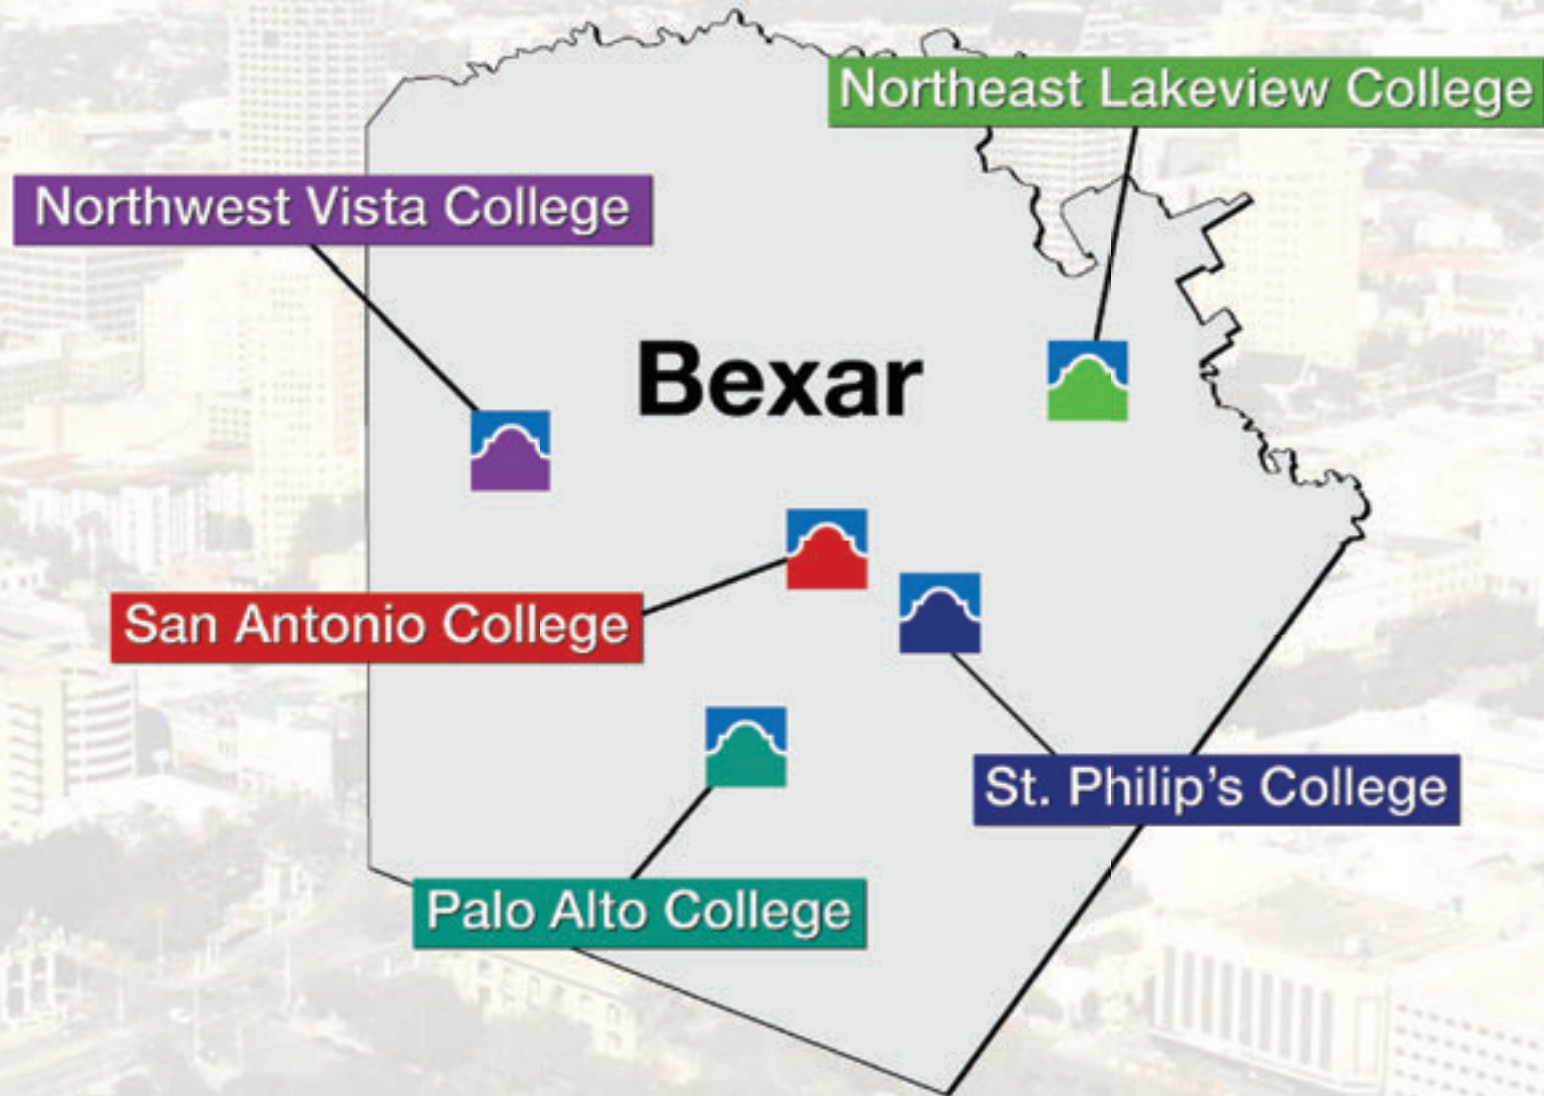 Northeast Lakeview College
Northwest Vista College
Bexar
San Antonio College
St. Philip's College
Palo Alto College